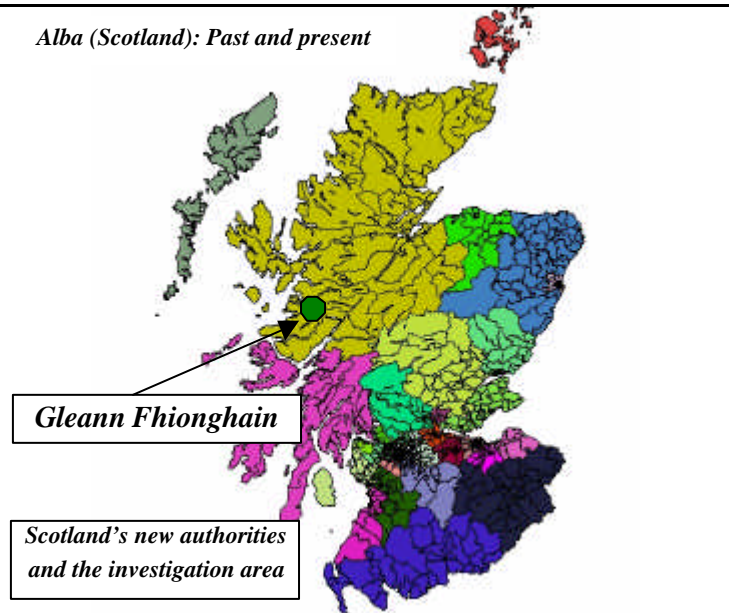 Alba (Scotland): Past and present
Gleann Fhionghain
Scotland's new authorities
and the investigation area